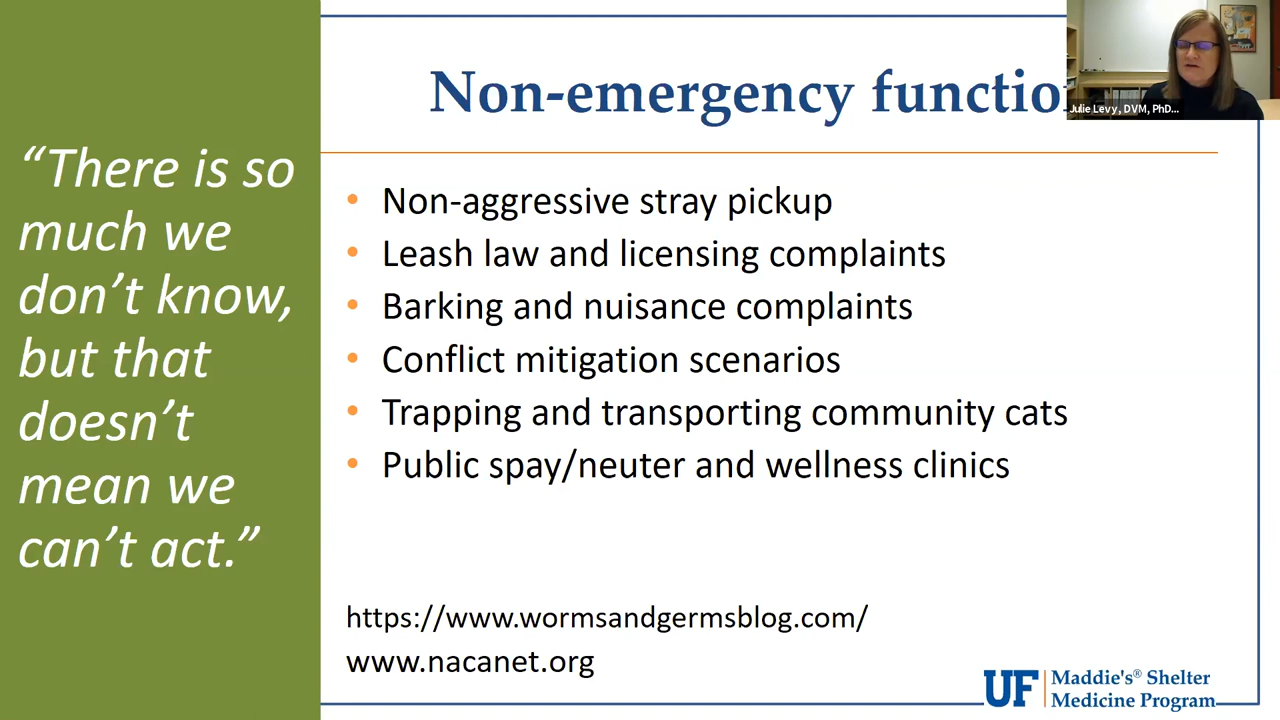 “There is so
much we
don’t know,
but that
doesn’t
mean we
can’t act.”
Non-emergency functio
Julie Levy, DVM, PhD...
• Non-aggressive stray pickup
• Leash law and licensing complaints
• Barking and nuisance complaints
• Conflict mitigation scenarios
• Trapping and transporting community cats
• Public spay/neuter and wellness clinics
https://www.wormsandgermsblog.com/
www.nacanet.org
UF Maddie's® Shelter
Medicine Program